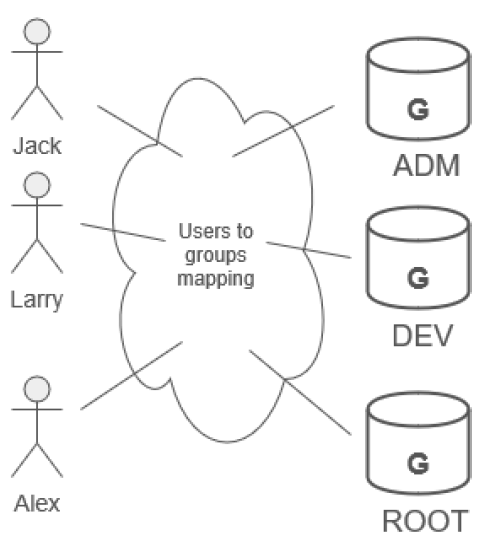 Jack
G
ADM
Larry
Users to
groups
mapping
G
DEV
Alex
G
ROOT